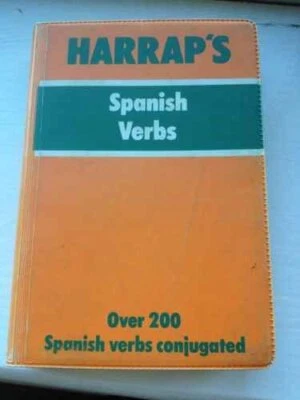 HARRAP'S
Spanish
Verbs
Over 200
Spanish verbs conjugated